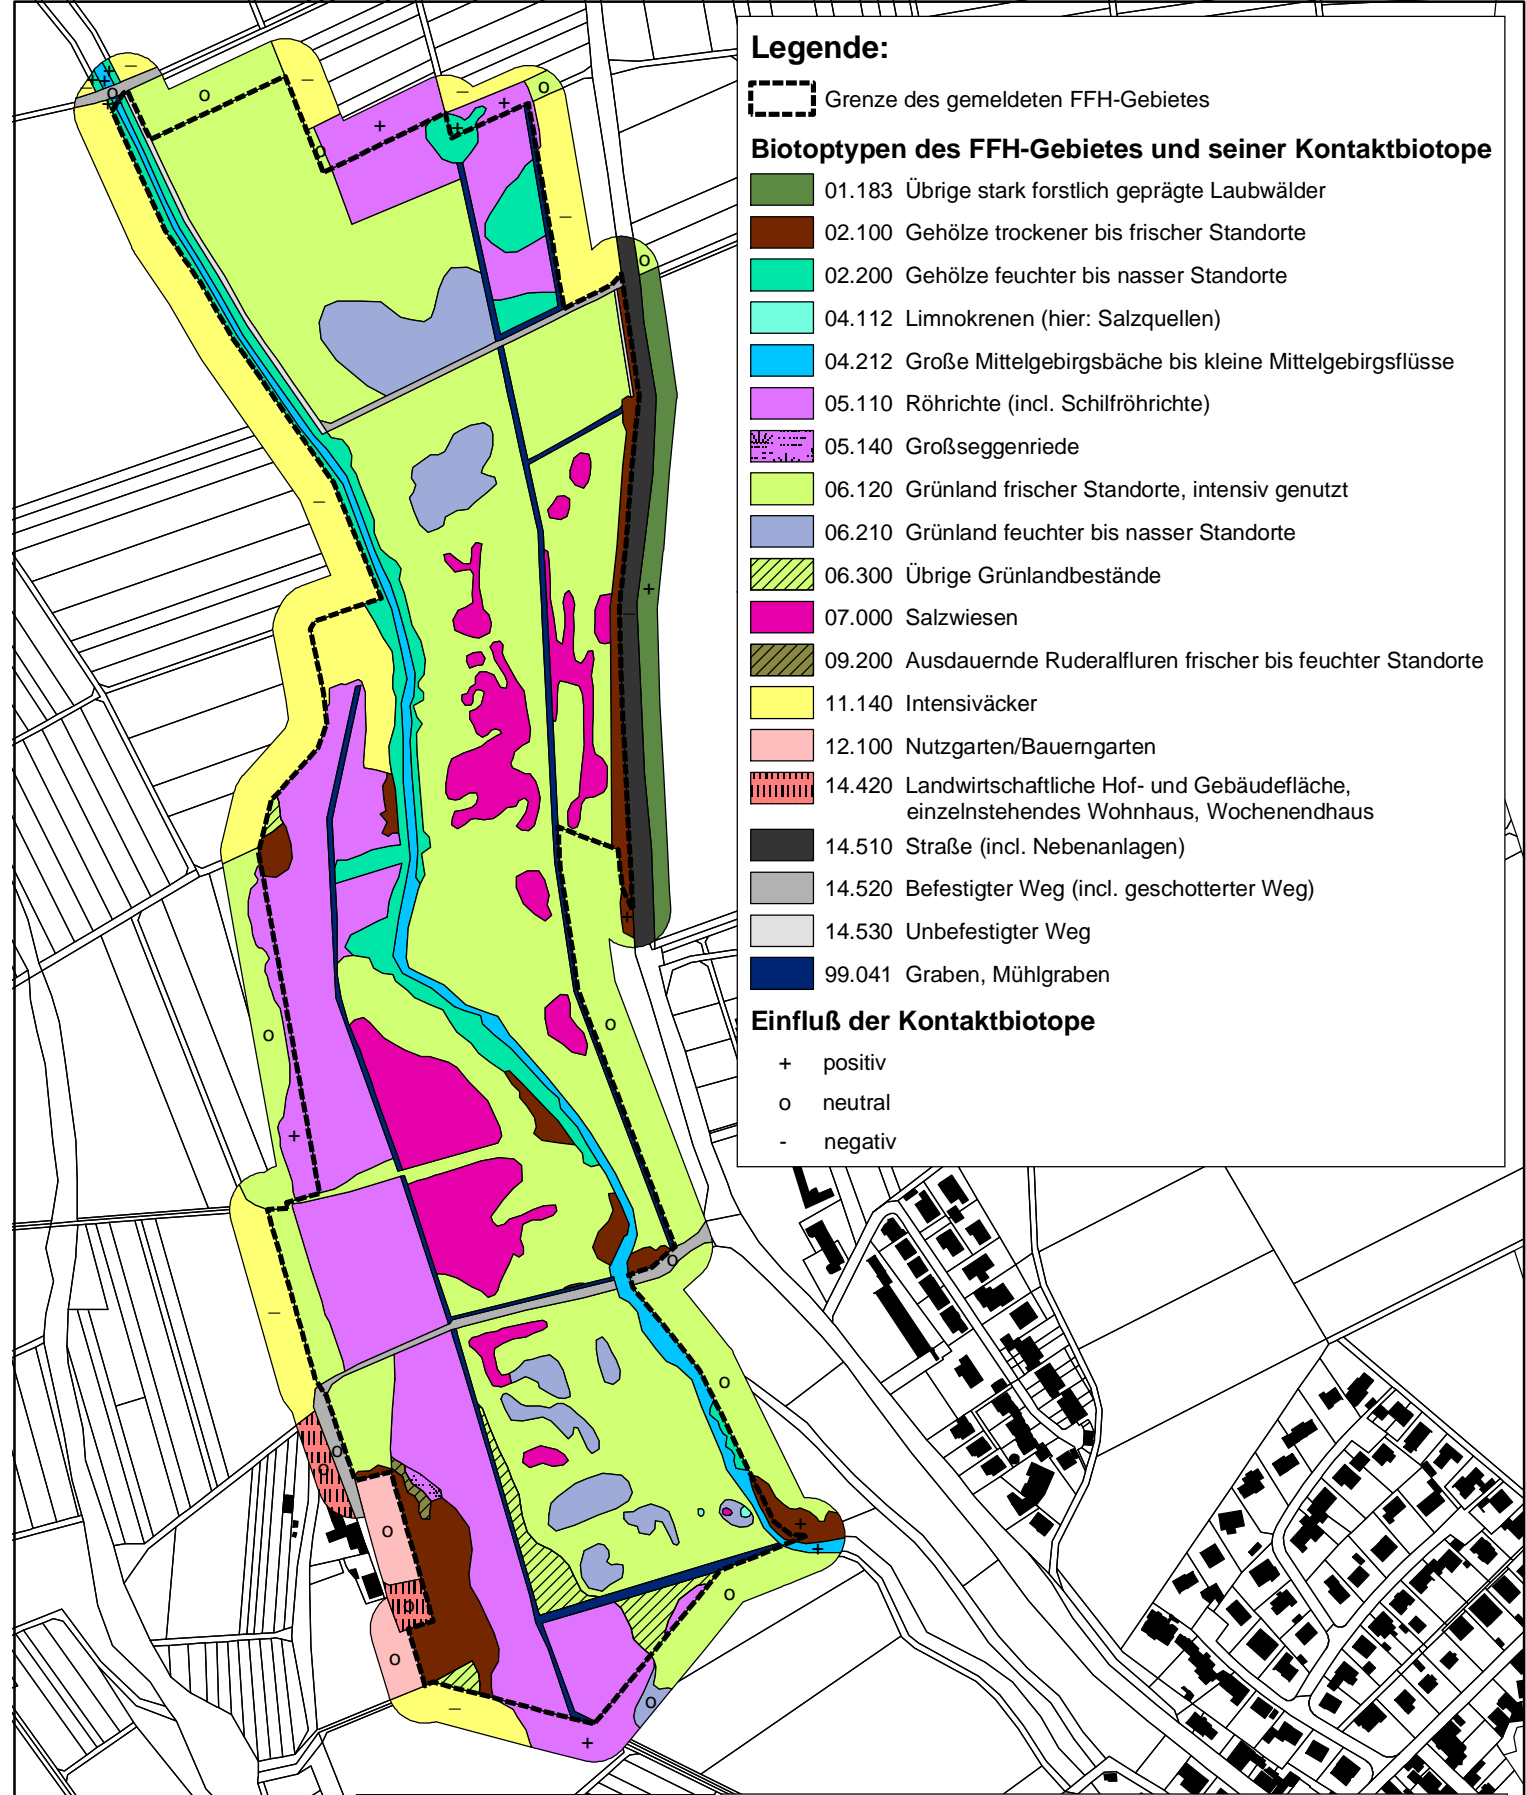 Legende:
Grenze des gemeldeten FFH-Gebietes
Biotoptypen des FFH-Gebietes und seiner Kontaktbiotope
01.183 Übrige stark forstlich geprägte Laubwälder
02.100 Gehölze trockener bis frischer Standorte
02.200 Gehölze feuchter bis nasser Standorte
04.112 Limnokrenen (hier: Salzquellen)
04.212 Große Mittelgebirgsbäche bis kleine Mittelgebirgsflüsse
05.110 Röhrichte (incl. Schilfröhrichte)
05.140 Großseggenriede
06.120 Grünland frischer Standorte, intensiv genutzt
06.210 Grünland feuchter bis nasser Standorte
06.300 Übrige Grünlandbestände
07.000 Salzwiesen
09.200 Ausdauernde Ruderalfluren frischer bis feuchter Standorte
11.140 Intensiväcker
12.100 Nutzgarten/Bauerngarten
14.420 Landwirtschaftliche Hof- und Gebäudefläche,
einzelnstehendes Wohnhaus, Wochenendhaus
14.510 Straße (incl. Nebenanlagen)
14.520 Befestigter Weg (incl. geschotterter Weg)
14.530 Unbefestigter Weg
99.041 Graben, Mühlgraben
Einfluß der Kontaktbiotope
+ positiv
o neutral
- negativ